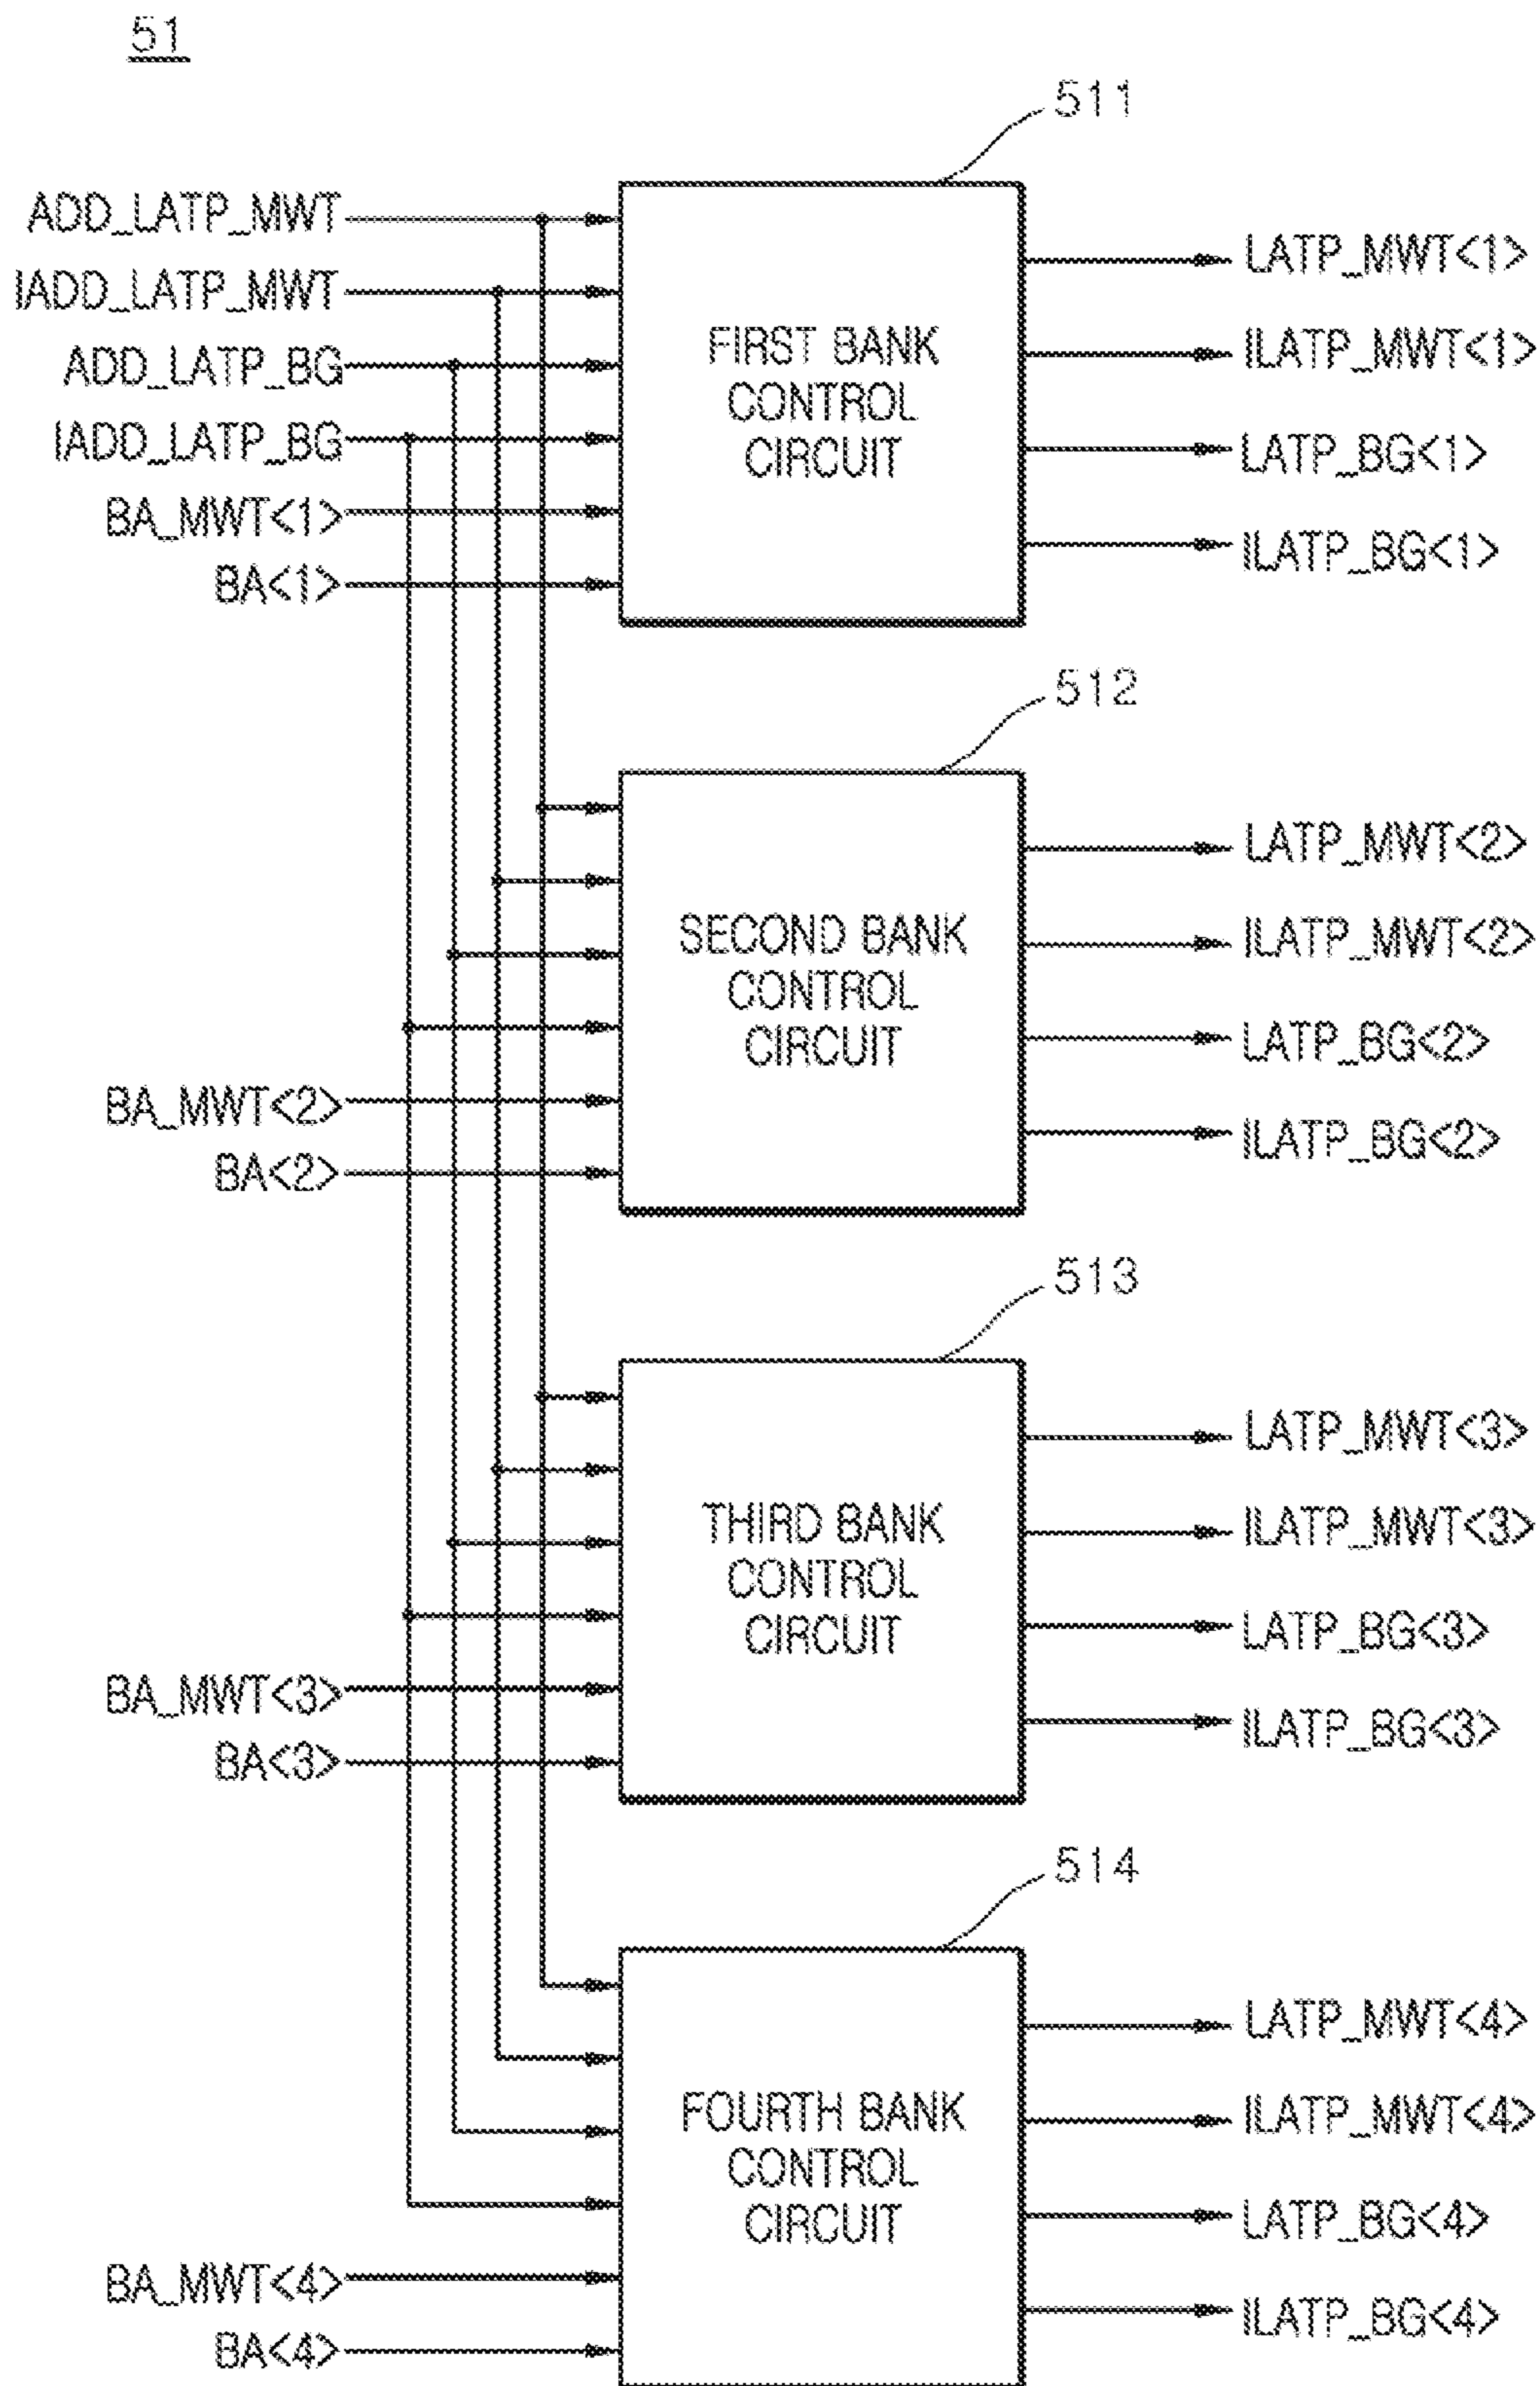 51
511
ADD_LATP_MWT
IADD_LATP_MWT
ADD_LATP_BG
IADD_LATP_BG
BA_MWT<1>
BA<1>
FIRST BANK
CONTROL
CIRCUIT
LATP_MWT<1>
ILATP_MWT<1>
LATP_BG<1>
ILATP_BG<1>
512
BA_MWT<2>
BA<2>
SECOND BANK
CONTROL
CIRCUIT
LATP_MWT<2>
ILATP_MWT<2>
LATP_BG<2>
ILATP_BG<2>
513
BA_MWT<3>
BA<3>
THIRD BANK
CONTROL
CIRCUIT
LATP_MWT<3>
ILATP_MWT<3>
LATP_BG<3>
ILATP_BG<3>
514
BA_MWT<4>
BA<4>
FOURTH BANK
CONTROL
CIRCUIT
LATP_MWT<4>
ILATP_MWT<4>
LATP_BG<4>
ILATP_BG<4>